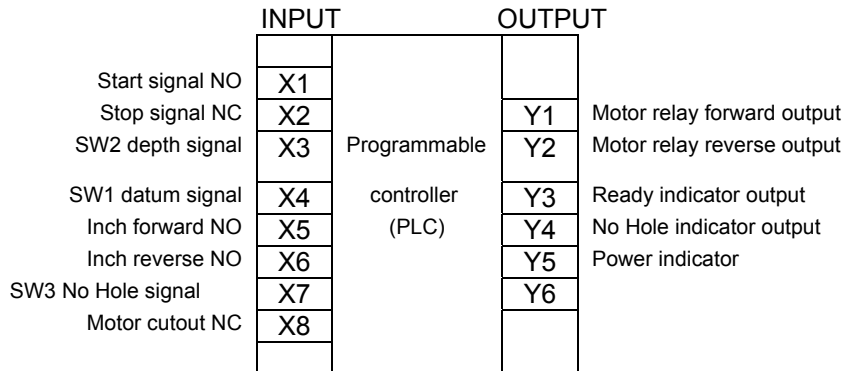 INPUT OUTPUT
Start signal NO X1
Stop signal NC X2 Y1 Motor relay forward output
SW2 depth signal X3 Programmable Y2 Motor relay reverse output
SW1 datum signal X4 controller Y3 Ready indicator output
Inch forward NO X5 (PLC) Y4 No Hole indicator output
Inch reverse NO X6 Y5 Power indicator
SW3 No Hole signal X7 Y6
Motor cutout NC X8